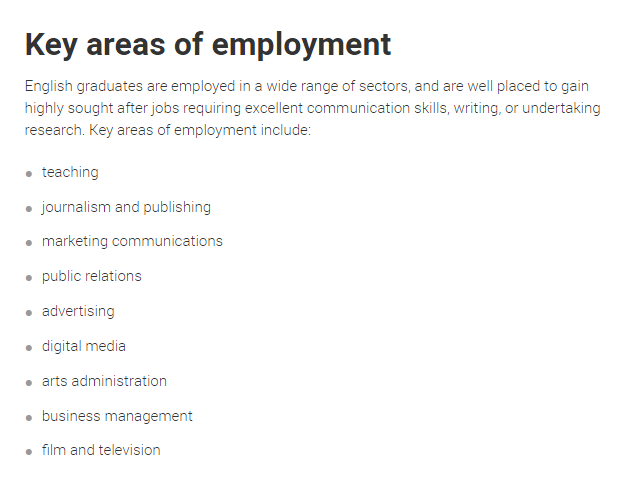 Key areas of employment
English graduates are employed in a wide range of sectors, and are well placed to gain
highly sought after jobs requiring excellent communication skills, writing, or undertaking
research. Key areas of employment include:
• teaching
• journalism and publishing
• marketing communications
• public relations
• advertising
• digital media
• arts administration
• business management
• film and television